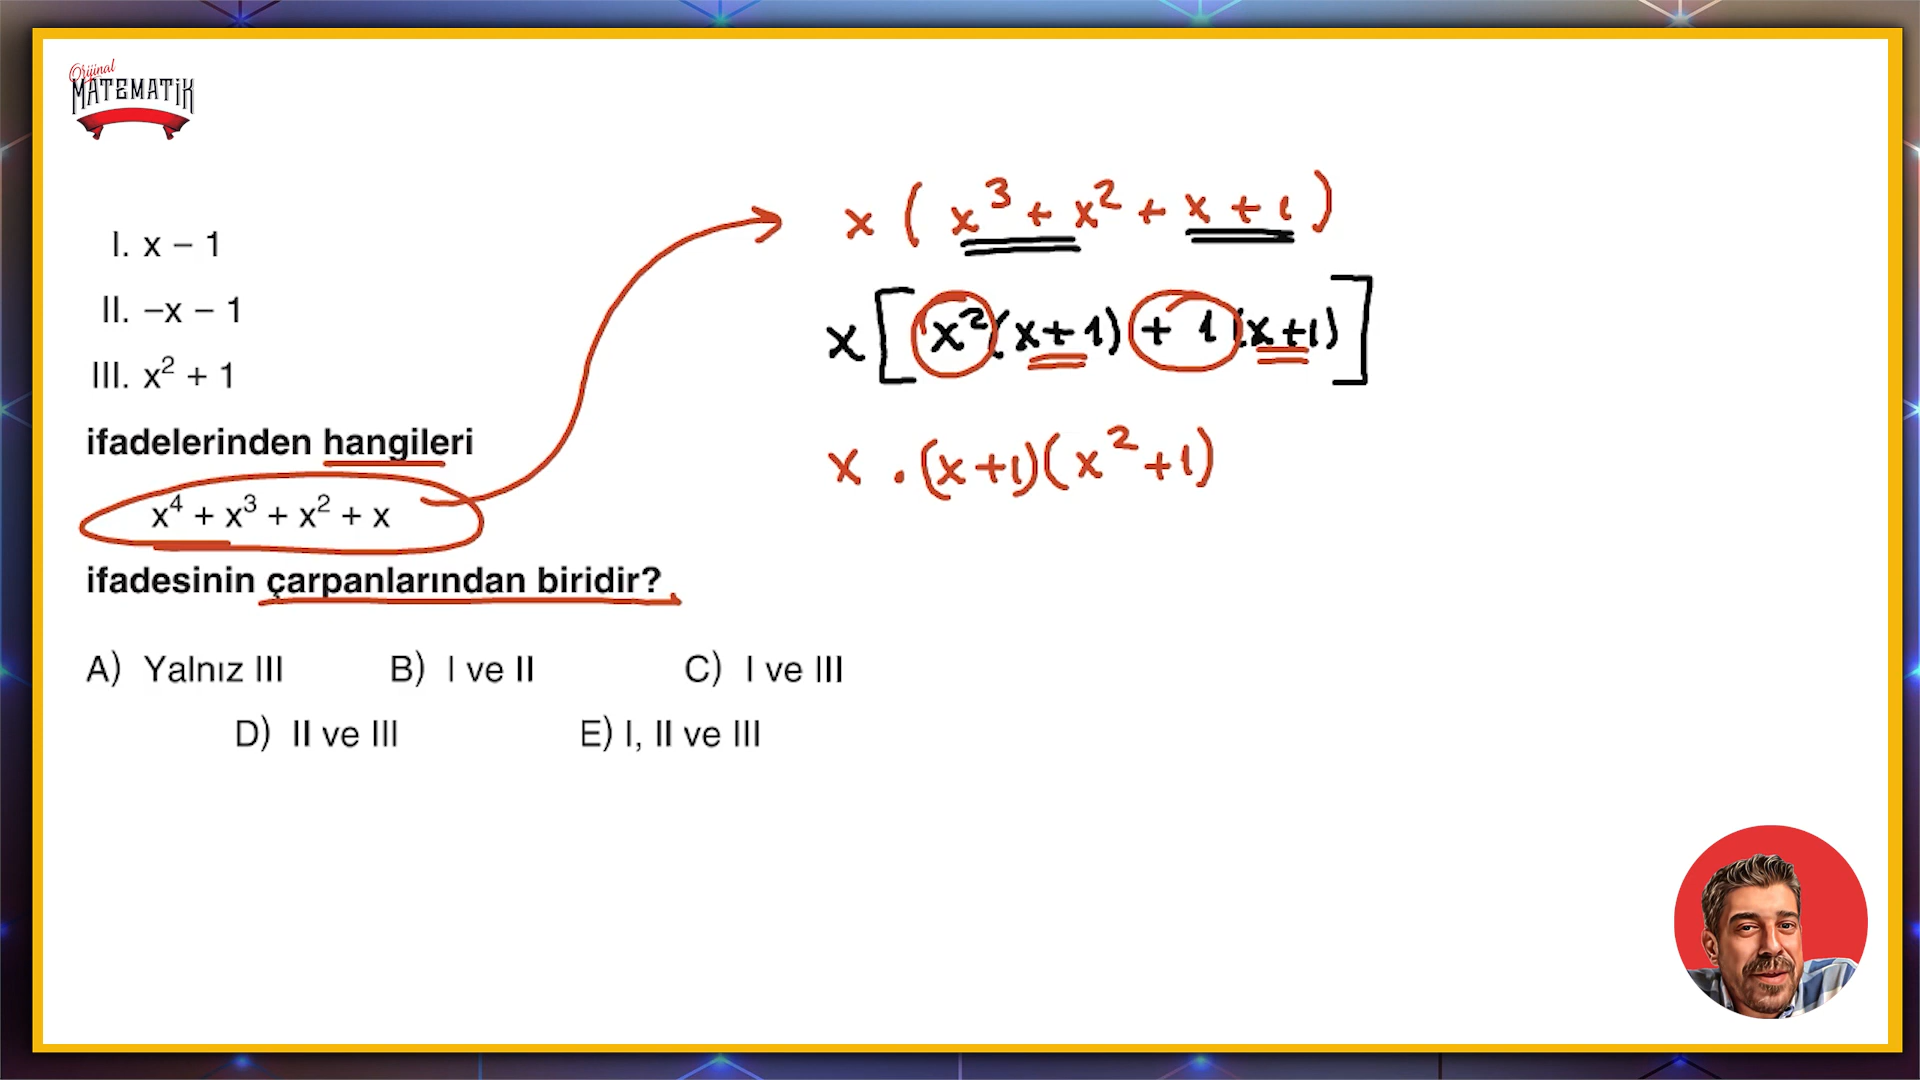 Orijinal
MATEMATİK
I. x – 1
II. –x – 1
III. x² + 1
ifadelerinden hangileri
x⁴ + x³ + x² + x
ifadesinin çarpanlarından biridir?
A) Yalnız III B) I ve II C) I ve III
D) II ve III E) I, II ve III
x ( x³ + x² + x + 1 )
x [ x² (x+1) + 1 (x+1) ]
x . (x+1)(x²+1)